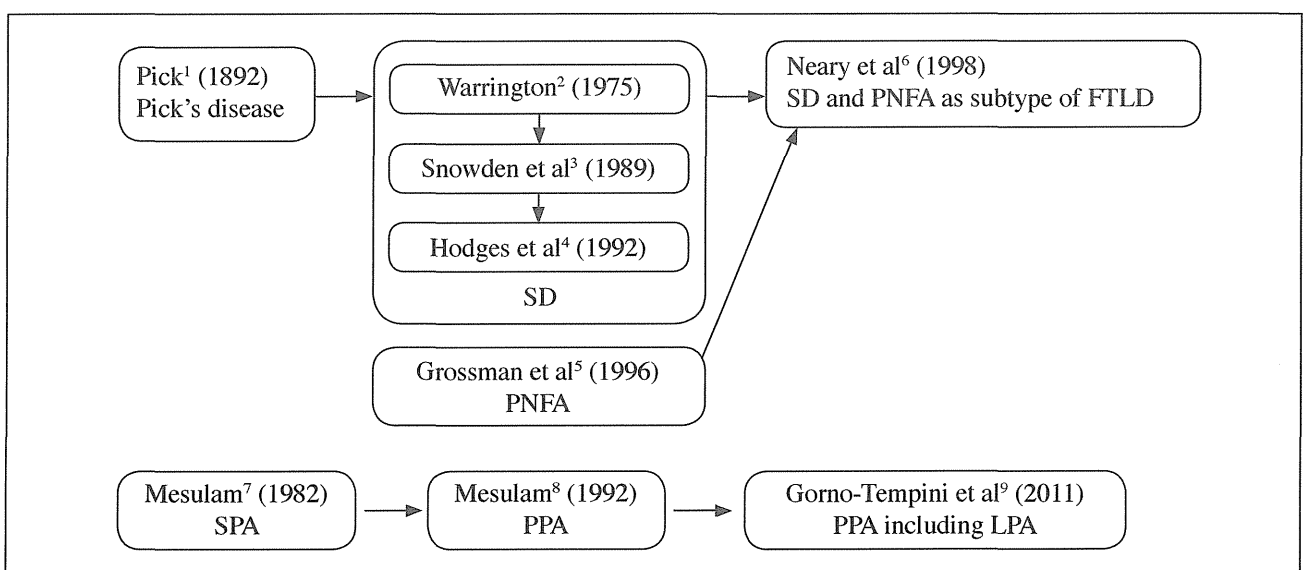 Pick¹ (1892)
Pick's disease
Warrington² (1975)
Snowden et al³ (1989)
Hodges et al⁴ (1992)
SD
Grossman et al⁵ (1996)
PNFA
Neary et al⁶ (1998)
SD and PNFA as subtype of FTLD
Mesulam⁷ (1982)
SPA
Mesulam⁸ (1992)
PPA
Gorno-Tempini et al⁹ (2011)
PPA including LPA